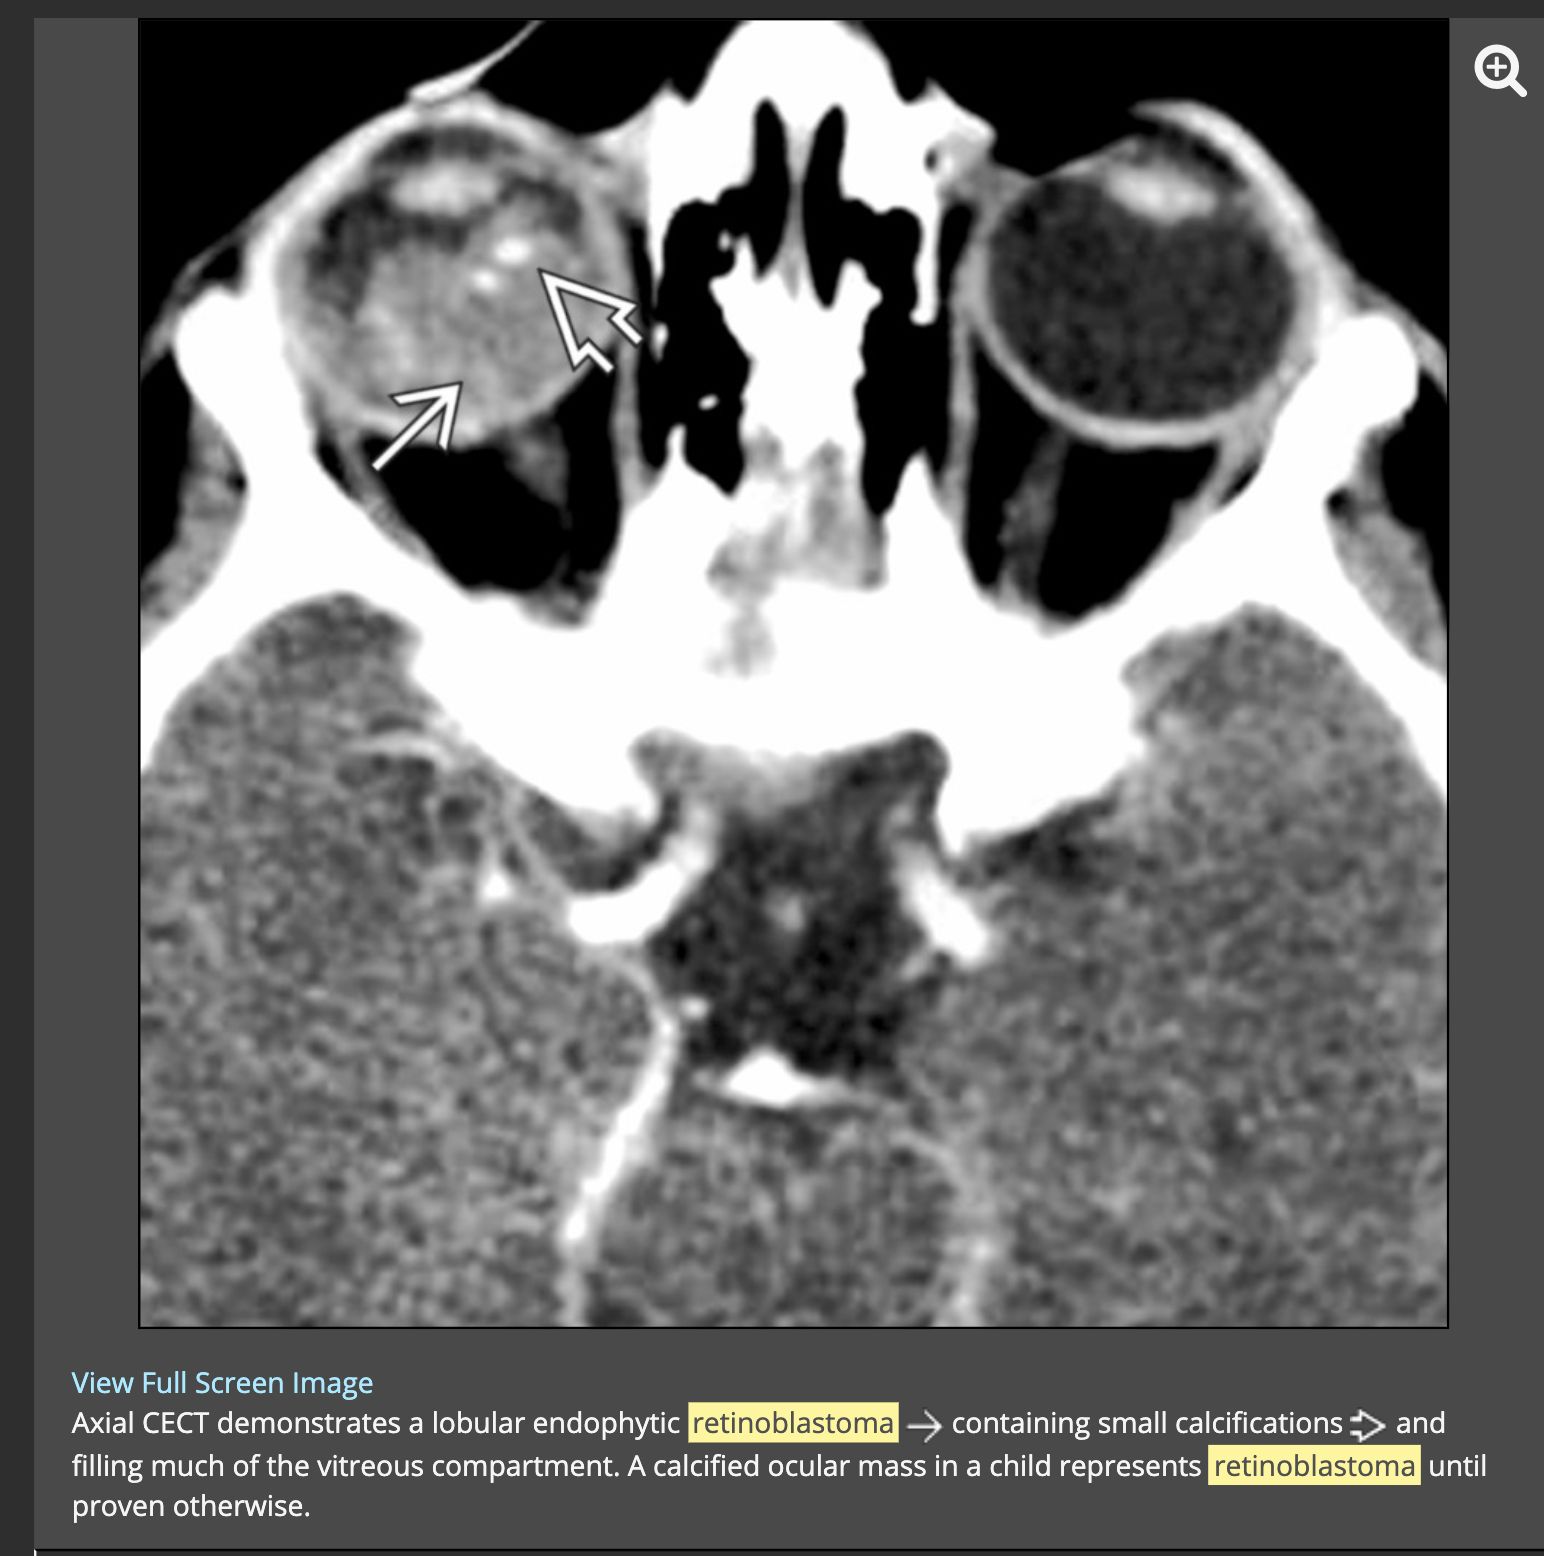 View Full Screen Image
Axial CECT demonstrates a lobular endophytic retinoblastoma containing small calcifications and
filling much of the vitreous compartment. A calcified ocular mass in a child represents retinoblastoma until
proven otherwise.